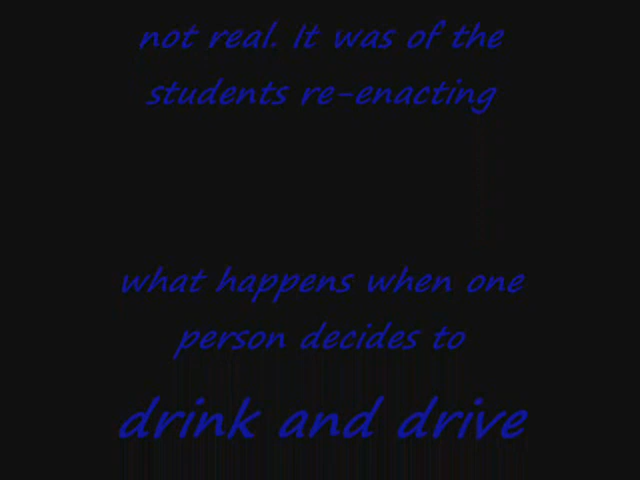 not real. It was of the
students re-enacting
what happens when one
person decides to
drink and drive